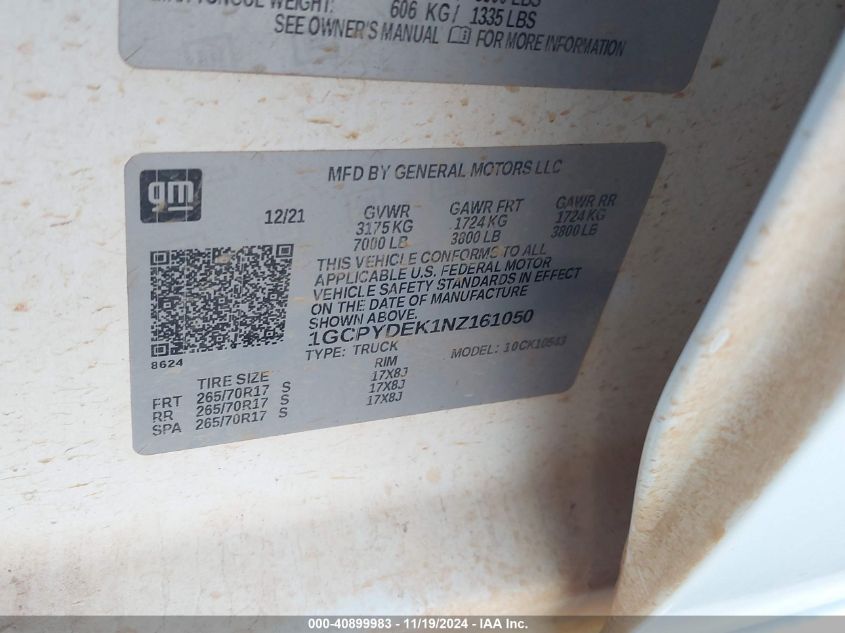 606 KG/ 1335 LBS
SEE OWNER'S MANUAL FOR MORE INFORMATION
MFD BY GENERAL MOTORS LLC
gm
12/21 GVWR GAWR FRT GAWR RR
3175 KG 1724 KG 1724 KG
7000 LB 3800 LB 3800 LB
THIS VEHICLE CONFORMS TO ALL
APPLICABLE U.S. FEDERAL MOTOR
VEHICLE SAFETY STANDARDS IN EFFECT
ON THE DATE OF MANUFACTURE
SHOWN ABOVE.
1GCPYDEK1NZ161050
TYPE: TRUCK MODEL: 10CK10543
8624
TIRE SIZE RIM
FRT 265/70R17 S 17X8J
RR 265/70R17 S 17X8J
SPA 265/70R17 S 17X8J
000-40899983 - 11/19/2024 - IAA Inc.